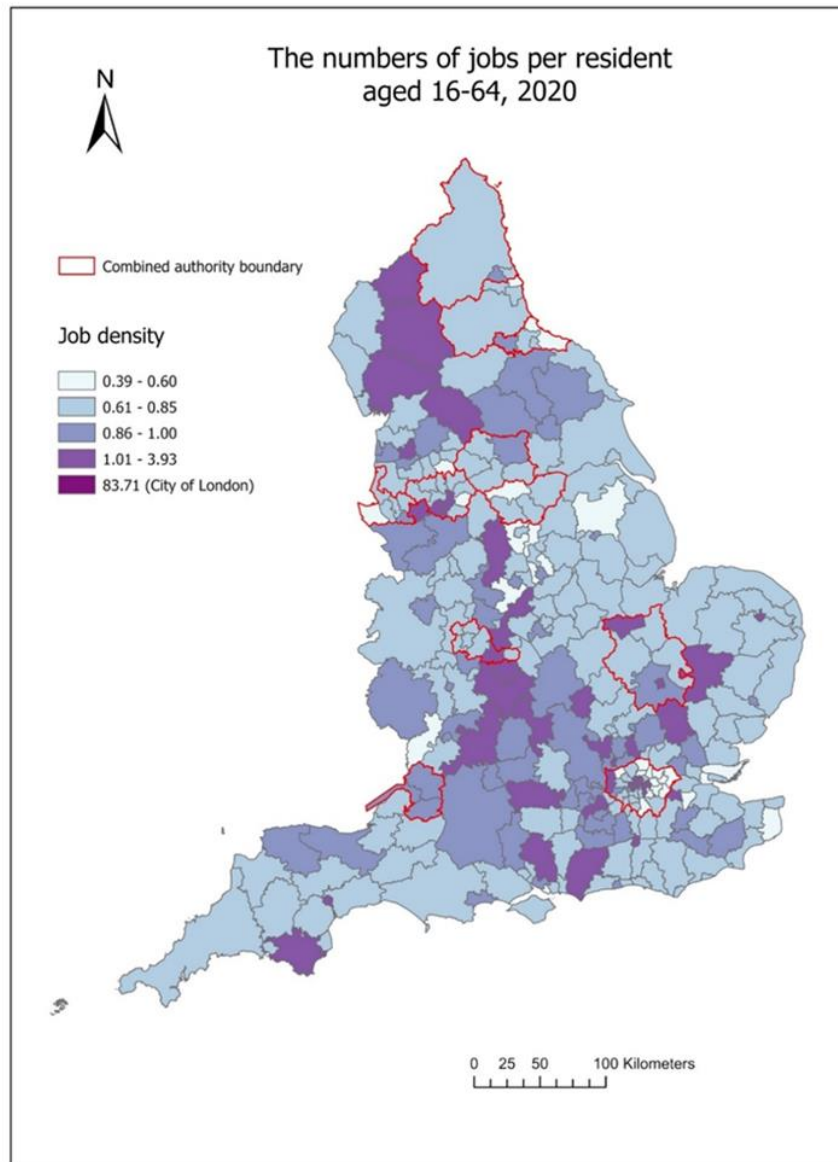 The numbers of jobs per resident
aged 16-64, 2020
N
Combined authority boundary
Job density
0.39 - 0.60
0.61 - 0.85
0.86 - 1.00
1.01 - 3.93
83.71 (City of London)
0 25 50 100 Kilometers